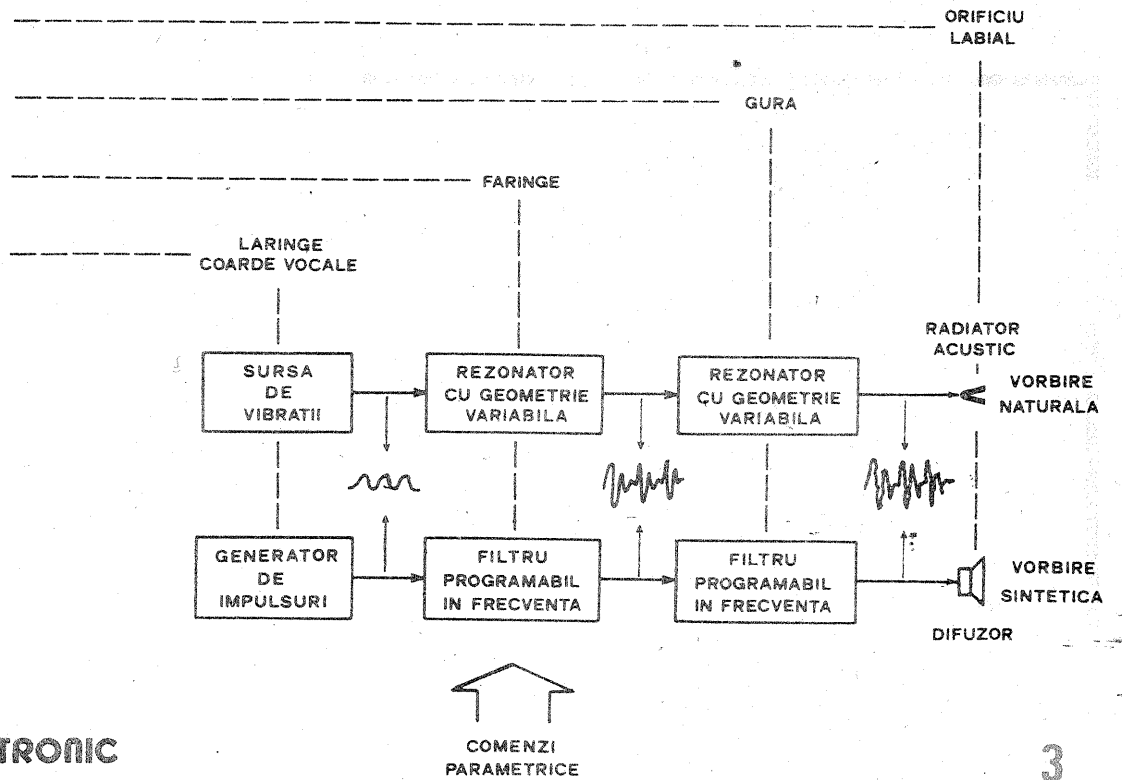 ORIFICIU
LABIAL
GURA
FARINGE
LARINGE
COARDE VOCALE
RADIATOR
ACUSTIC
SURSA
DE
VIBRATII
REZONATOR
CU GEOMETRIE
VARIABILA
REZONATOR
CU GEOMETRIE
VARIABILA
VORBIRE
NATURALA
GENERATOR
DE
IMPULSURI
FILTRU
PROGRAMABIL
IN FRECVENTA
FILTRU
PROGRAMABIL
IN FRECVENTA
VORBIRE
SINTETICA
DIFUZOR
COMENZI
PARAMETRICE
TRONIC
3